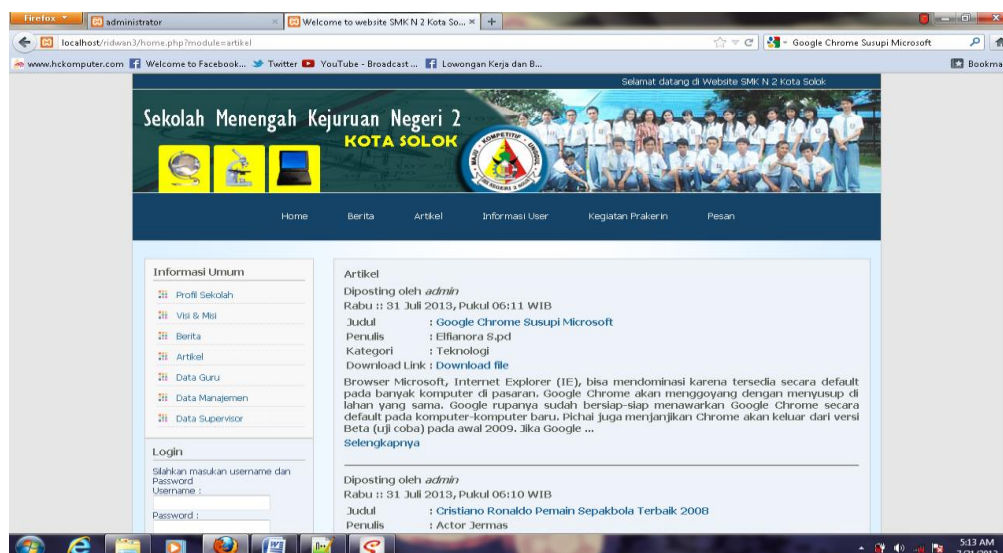 Firefox
administrator
Welcome to website SMK N 2 Kota So...
localhost/ridwan3/home.php?module=artikel
Google Chrome Susupi Microsoft
www.hckomputer.com Welcome to Facebook... Twitter YouTube - Broadcast ... Lowongan Kerja dan B...
Bookma
Selamat datang di Website SMK N 2 Kota Solok
Sekolah Menengah Kejuruan Negeri 2
KOTA SOLOK
Home Berita Artikel Informasi User Kegiatan Prakerin Pesan
Informasi Umum
Profil Sekolah
Visi & Misi
Berita
Artikel
Data Guru
Data Manajemen
Data Supervisor
Login
Silahkan masukan username dan
Password
Username :
Password :
Artikel
Diposting oleh admin
Rabu :: 31 Juli 2013, Pukul 06:11 WIB
Judul : Google Chrome Susupi Microsoft
Penulis : Elfianora S.pd
Kategori : Teknologi
Download Link : Download file
Browser Microsoft, Internet Explorer (IE), bisa mendominasi karena tersedia secara default
pada banyak komputer di pasaran. Google Chrome akan menggoyang dengan menyusup di
lahan yang sama. Google rupanya sudah bersiap-siap menawarkan Google Chrome secara
default pada komputer-komputer baru. Pichai juga menjanjikan Chrome akan keluar dari versi
Beta (uji coba) pada awal 2009. Jika Google ...
Selengkapnya
Diposting oleh admin
Rabu :: 31 Juli 2013, Pukul 06:10 WIB
Judul : Cristiano Ronaldo Pemain Sepakbola Terbaik 2008
Penulis : Actor Jermas
5:13 AM